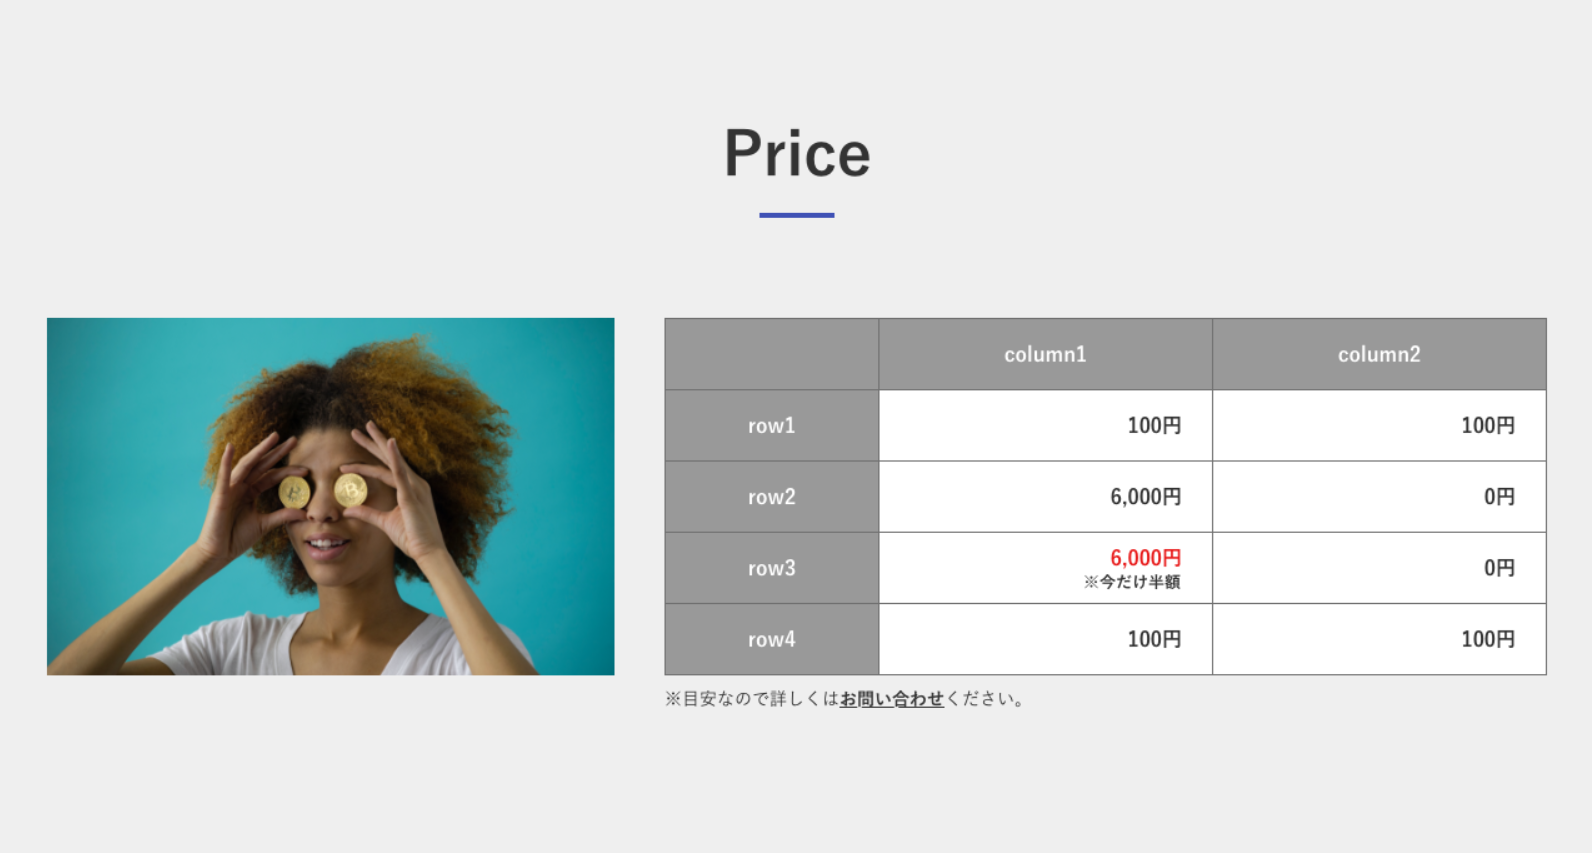 Price
column1 column2
row1 100円 100円
row2 6,000円 0円
row3 6,000円 0円
※今だけ半額
row4 100円 100円
※目安なので詳しくはお問い合わせください。